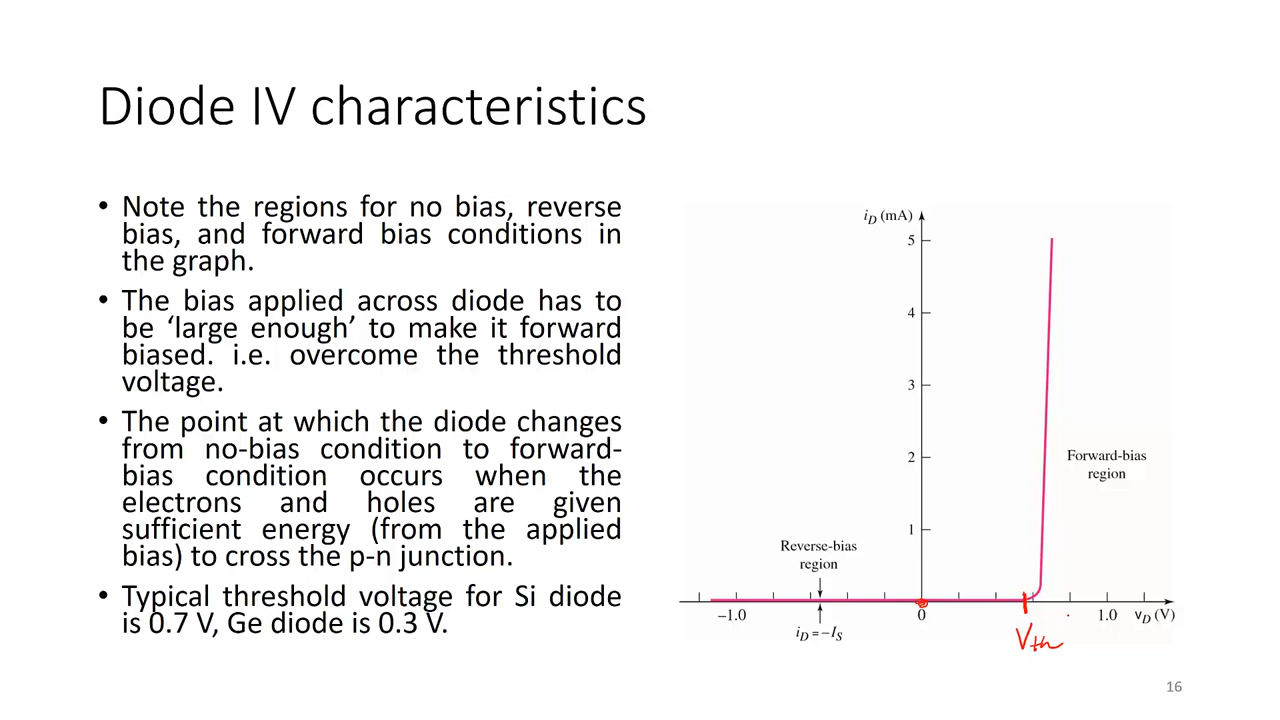 Diode IV characteristics
• Note the regions for no bias, reverse
bias, and forward bias conditions in
the graph.
• The bias applied across diode has to
be ‘large enough’ to make it forward
biased. i.e. overcome the threshold
voltage.
• The point at which the diode changes
from no-bias condition to forward-
bias condition occurs when the
electrons and holes are given
sufficient energy (from the applied
bias) to cross the p-n junction.
• Typical threshold voltage for Si diode
is 0.7 V, Ge diode is 0.3 V.
i_D (mA)
5
4
3
2
1
Forward-bias
region
Reverse-bias
region
–1.0
0
1.0
v_D (V)
i_D = –I_S
Vth
16